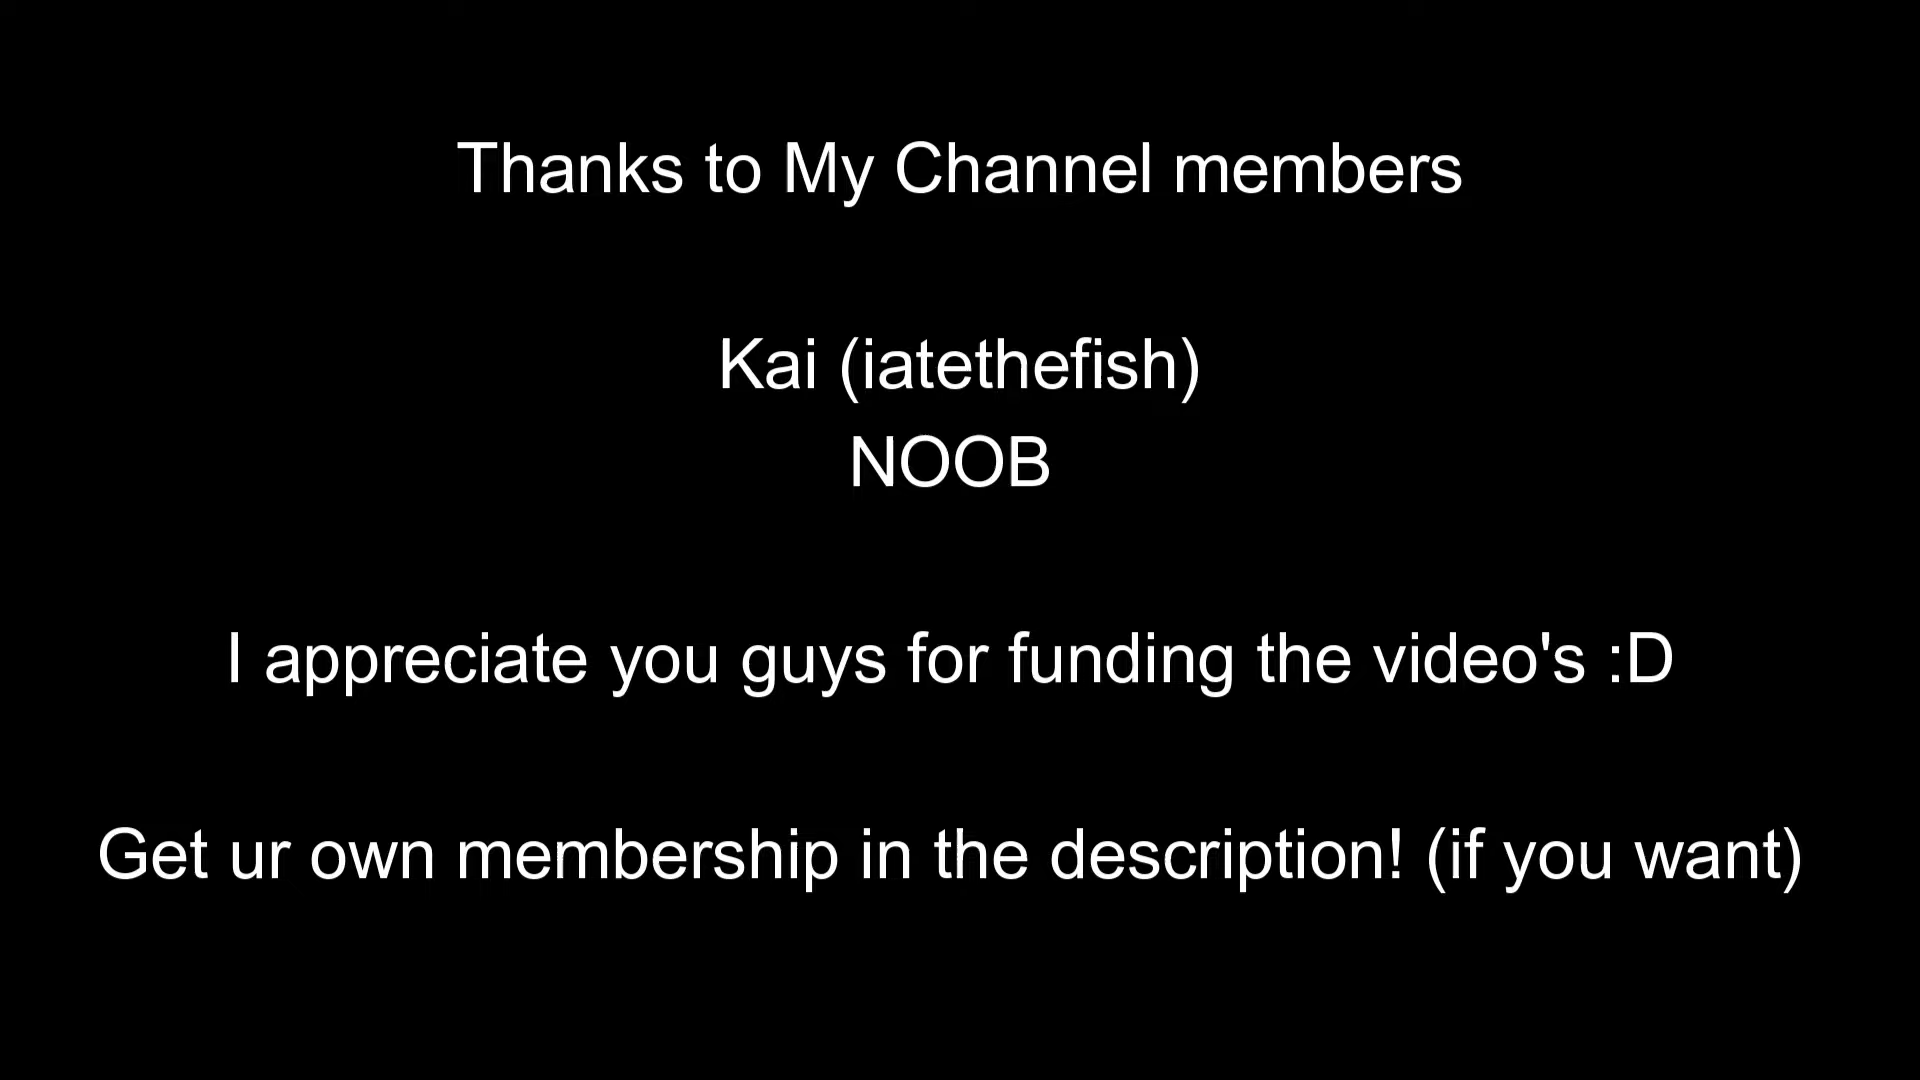 Thanks to My Channel members
Kai (iatethefish)
NOOB
I appreciate you guys for funding the video's :D
Get ur own membership in the description! (if you want)